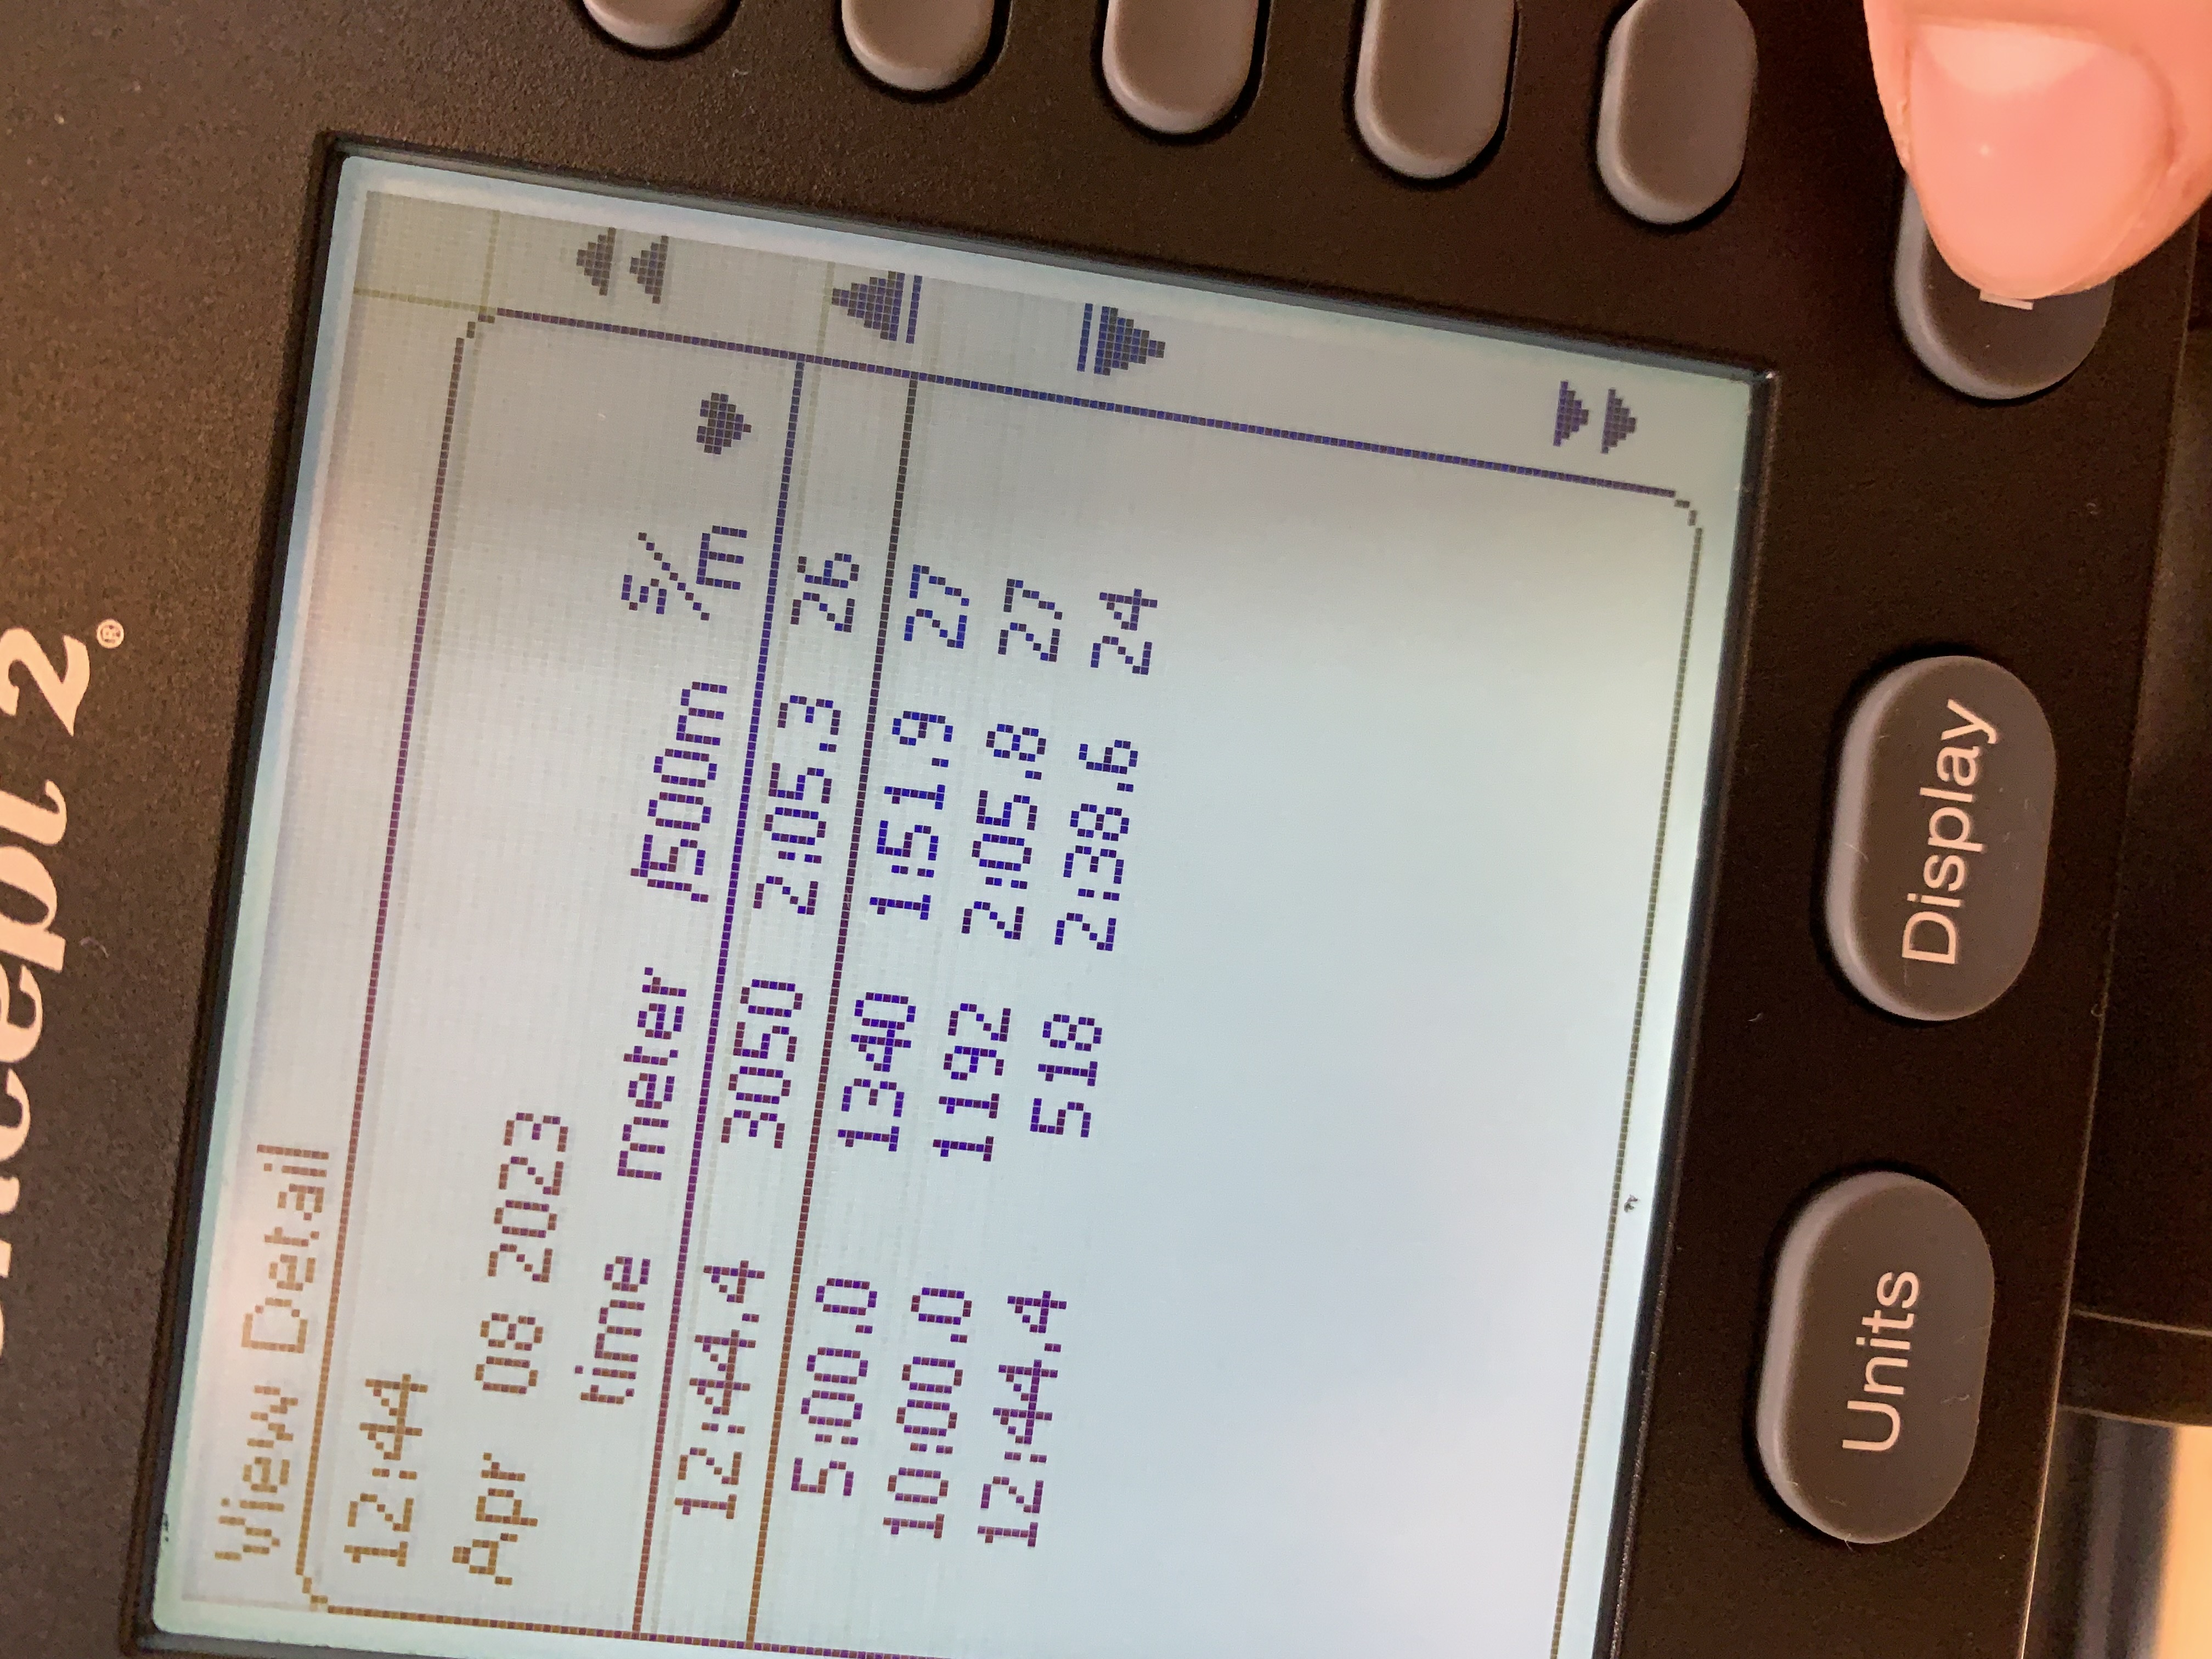 Concept 2®
View Detail
12:44
Apr 08 2023
time meter /500m s/m ♥
12:44.4 3050 2:05.3 26
5:00.0 1340 1:51.9 27
10:00.0 1192 2:05.8 27
12:44.4 518 2:38.6 24
Units Display